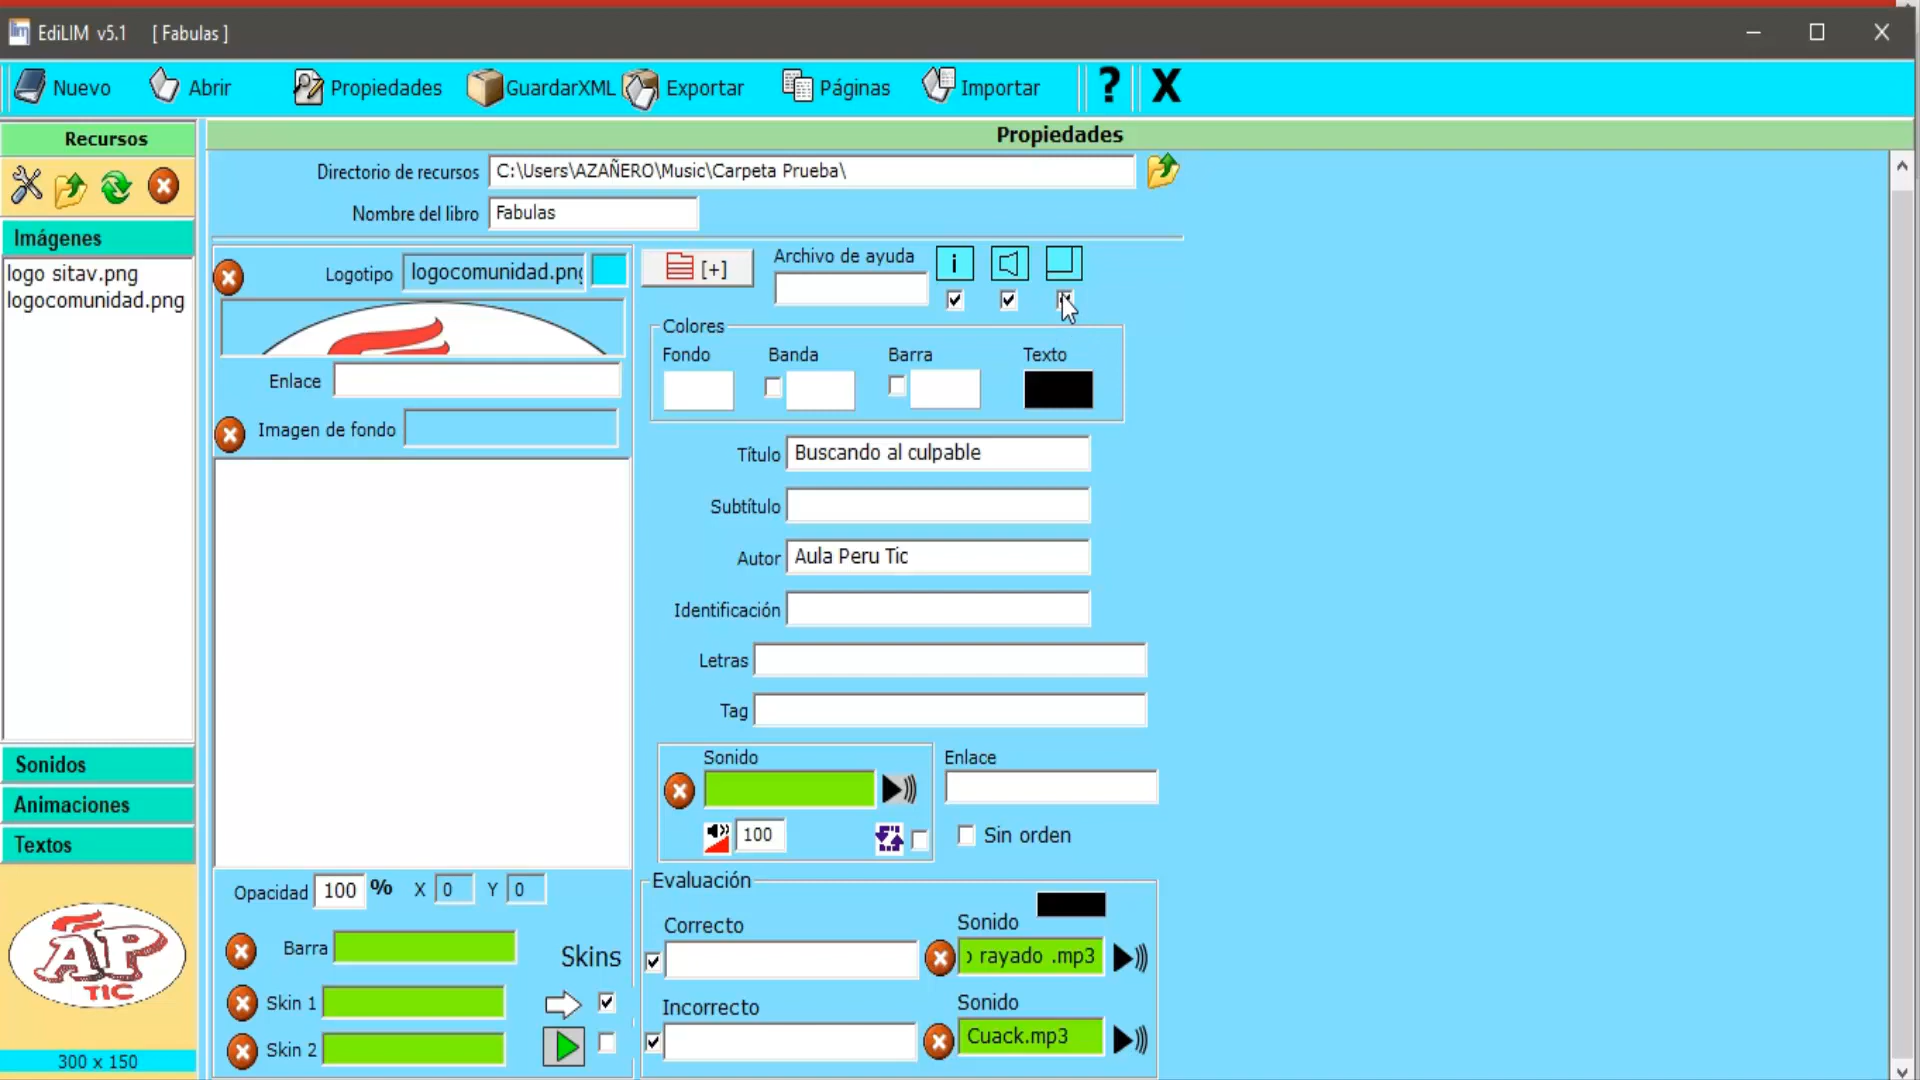 EdiLIM v5.1 [ Fabulas ]
Nuevo Abrir Propiedades GuardarXML Exportar Páginas Importar ? X
Recursos
Propiedades
Directorio de recursos C:\Users\AZAÑERO\Music\Carpeta Prueba\
Nombre del libro Fabulas
Imágenes
logo sitav.png
logocomunidad.png
Sonidos
Animaciones
Textos
AP
TIC
300 x 150
Logotipo logocomunidad.pn
Enlace
Imagen de fondo
Opacidad 100 % X 0 Y 0
Barra
Skins
Skin 1
Skin 2
[+]
Archivo de ayuda
i
Colores
Fondo Banda Barra Texto
Título Buscando al culpable
Subtítulo
Autor Aula Peru Tic
Identificación
Letras
Tag
Sonido
100
Enlace
Sin orden
Evaluación
Correcto
Sonido
rayado .mp3
Incorrecto
Sonido
Cuack.mp3